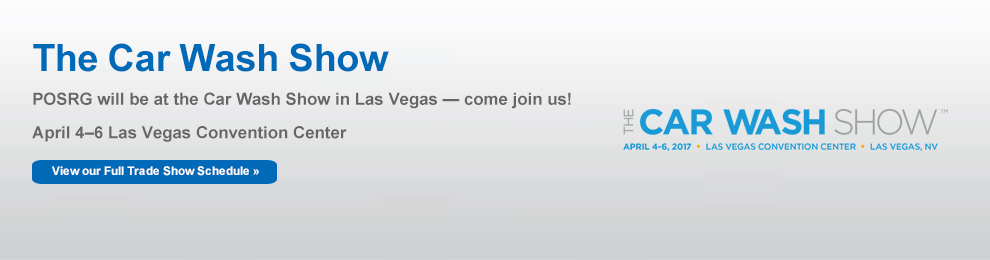 The Car Wash Show
POSRG will be at the Car Wash Show in Las Vegas — come join us!
April 4–6 Las Vegas Convention Center
View our Full Trade Show Schedule »
THE CAR WASH SHOW™
APRIL 4-6, 2017 • LAS VEGAS CONVENTION CENTER • LAS VEGAS, NV